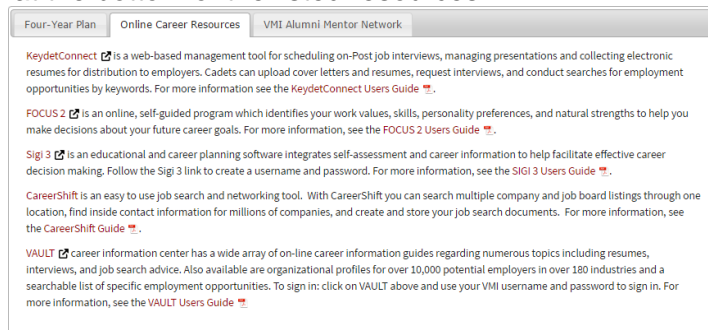 Four-Year Plan
Online Career Resources
VMI Alumni Mentor Network
KeydetConnect is a web-based management tool for scheduling on-Post job interviews, managing presentations and collecting electronic
resumes for distribution to employers. Cadets can upload cover letters and resumes, request interviews, and conduct searches for employment
opportunities by keywords. For more information see the KeydetConnect Users Guide .
FOCUS 2 is an online, self-guided program which identifies your work values, skills, personality preferences, and natural strengths to help you
make decisions about your future career goals. For more information, see the FOCUS 2 Users Guide .
Sigi 3 is an educational and career planning software integrates self-assessment and career information to help facilitate effective career
decision making. Follow the Sigi 3 link to create a username and password. For more information, see the SIGI 3 Users Guide .
CareerShift is an easy to use job search and networking tool. With CareerShift you can search multiple company and job board listings through one
location, find inside contact information for millions of companies, and create and store your job search documents. For more information, see
the CareerShift Guide .
VAULT career information center has a wide array of on-line career information guides regarding numerous topics including resumes,
interviews, and job search advice. Also available are organizational profiles for over 10,000 potential employers in over 180 industries and a
searchable list of specific employment opportunities. To sign in: click on VAULT above and use your VMI username and password to sign in. For
more information, see the VAULT Users Guide